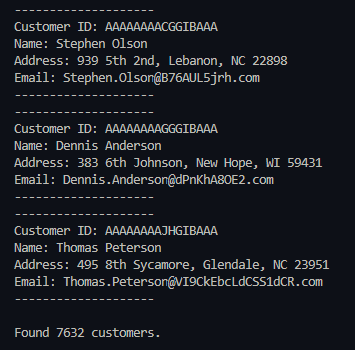 --------------------
Customer ID: AAAAAAAACGGIBAAA
Name: Stephen Olson
Address: 939 5th 2nd, Lebanon, NC 22898
Email: Stephen.Olson@B76AUL5jrh.com
--------------------
--------------------
Customer ID: AAAAAAAAGGGIBAAA
Name: Dennis Anderson
Address: 383 6th Johnson, New Hope, WI 59431
Email: Dennis.Anderson@dPnKhA8OE2.com
--------------------
--------------------
Customer ID: AAAAAAAAJHGIBAAA
Name: Thomas Peterson
Address: 495 8th Sycamore, Glendale, NC 23951
Email: Thomas.Peterson@VI9CkEbcLdCSS1dCR.com
--------------------
Found 7632 customers.